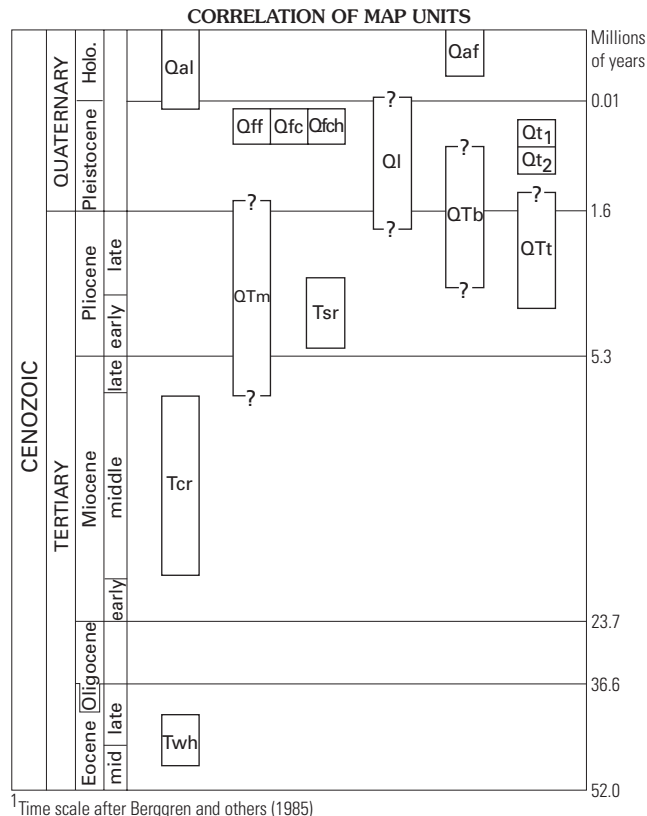 CORRELATION OF MAP UNITS
Millions
of years
CENOZOIC
QUATERNARY
TERTIARY
Holo.
Pleistocene
Pliocene
Miocene
Oligocene
Eocene
late
early
late
middle
early
late
mid
Qal
Qaf
0.01
Qff Qfc Qfch
?
Ql
?
Qt1
Qt2
?
QTb
?
1.6
?
QTm
?
?
QTt
Tsr
5.3
Tcr
23.7
36.6
Twh
52.0
1Time scale after Berggren and others (1985)